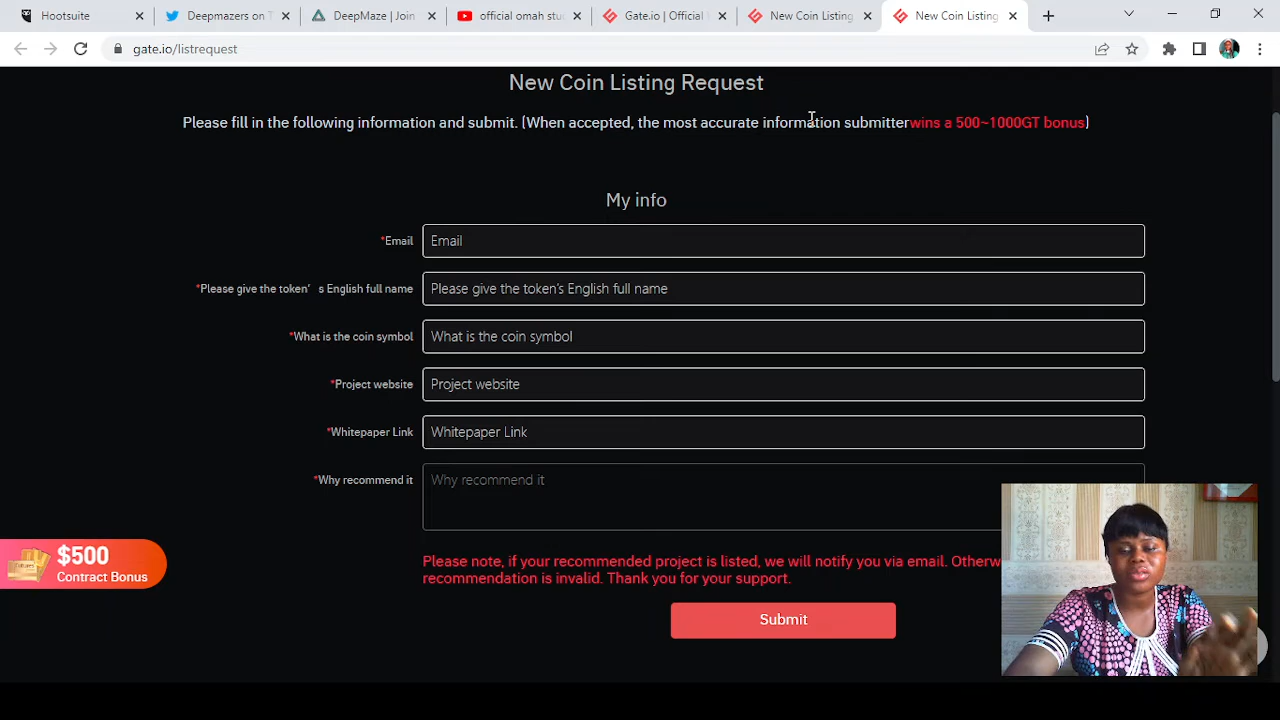 Hootsuite
Deepmazers on T
DeepMaze | Join
official omah stu
Gate.io | Official
New Coin Listing
New Coin Listing
gate.io/listrequest
New Coin Listing Request
Please fill in the following information and submit. (When accepted, the most accurate information submitterwins a 500~1000GT bonus)
My info
*Email
Email
*Please give the token’ s English full name
Please give the token's English full name
*What is the coin symbol
What is the coin symbol
*Project website
Project website
*Whitepaper Link
Whitepaper Link
*Why recommend it
Why recommend it
$500
Contract Bonus
Please note, if your recommended project is listed, we will notify you via email. Otherw
recommendation is invalid. Thank you for your support.
Submit